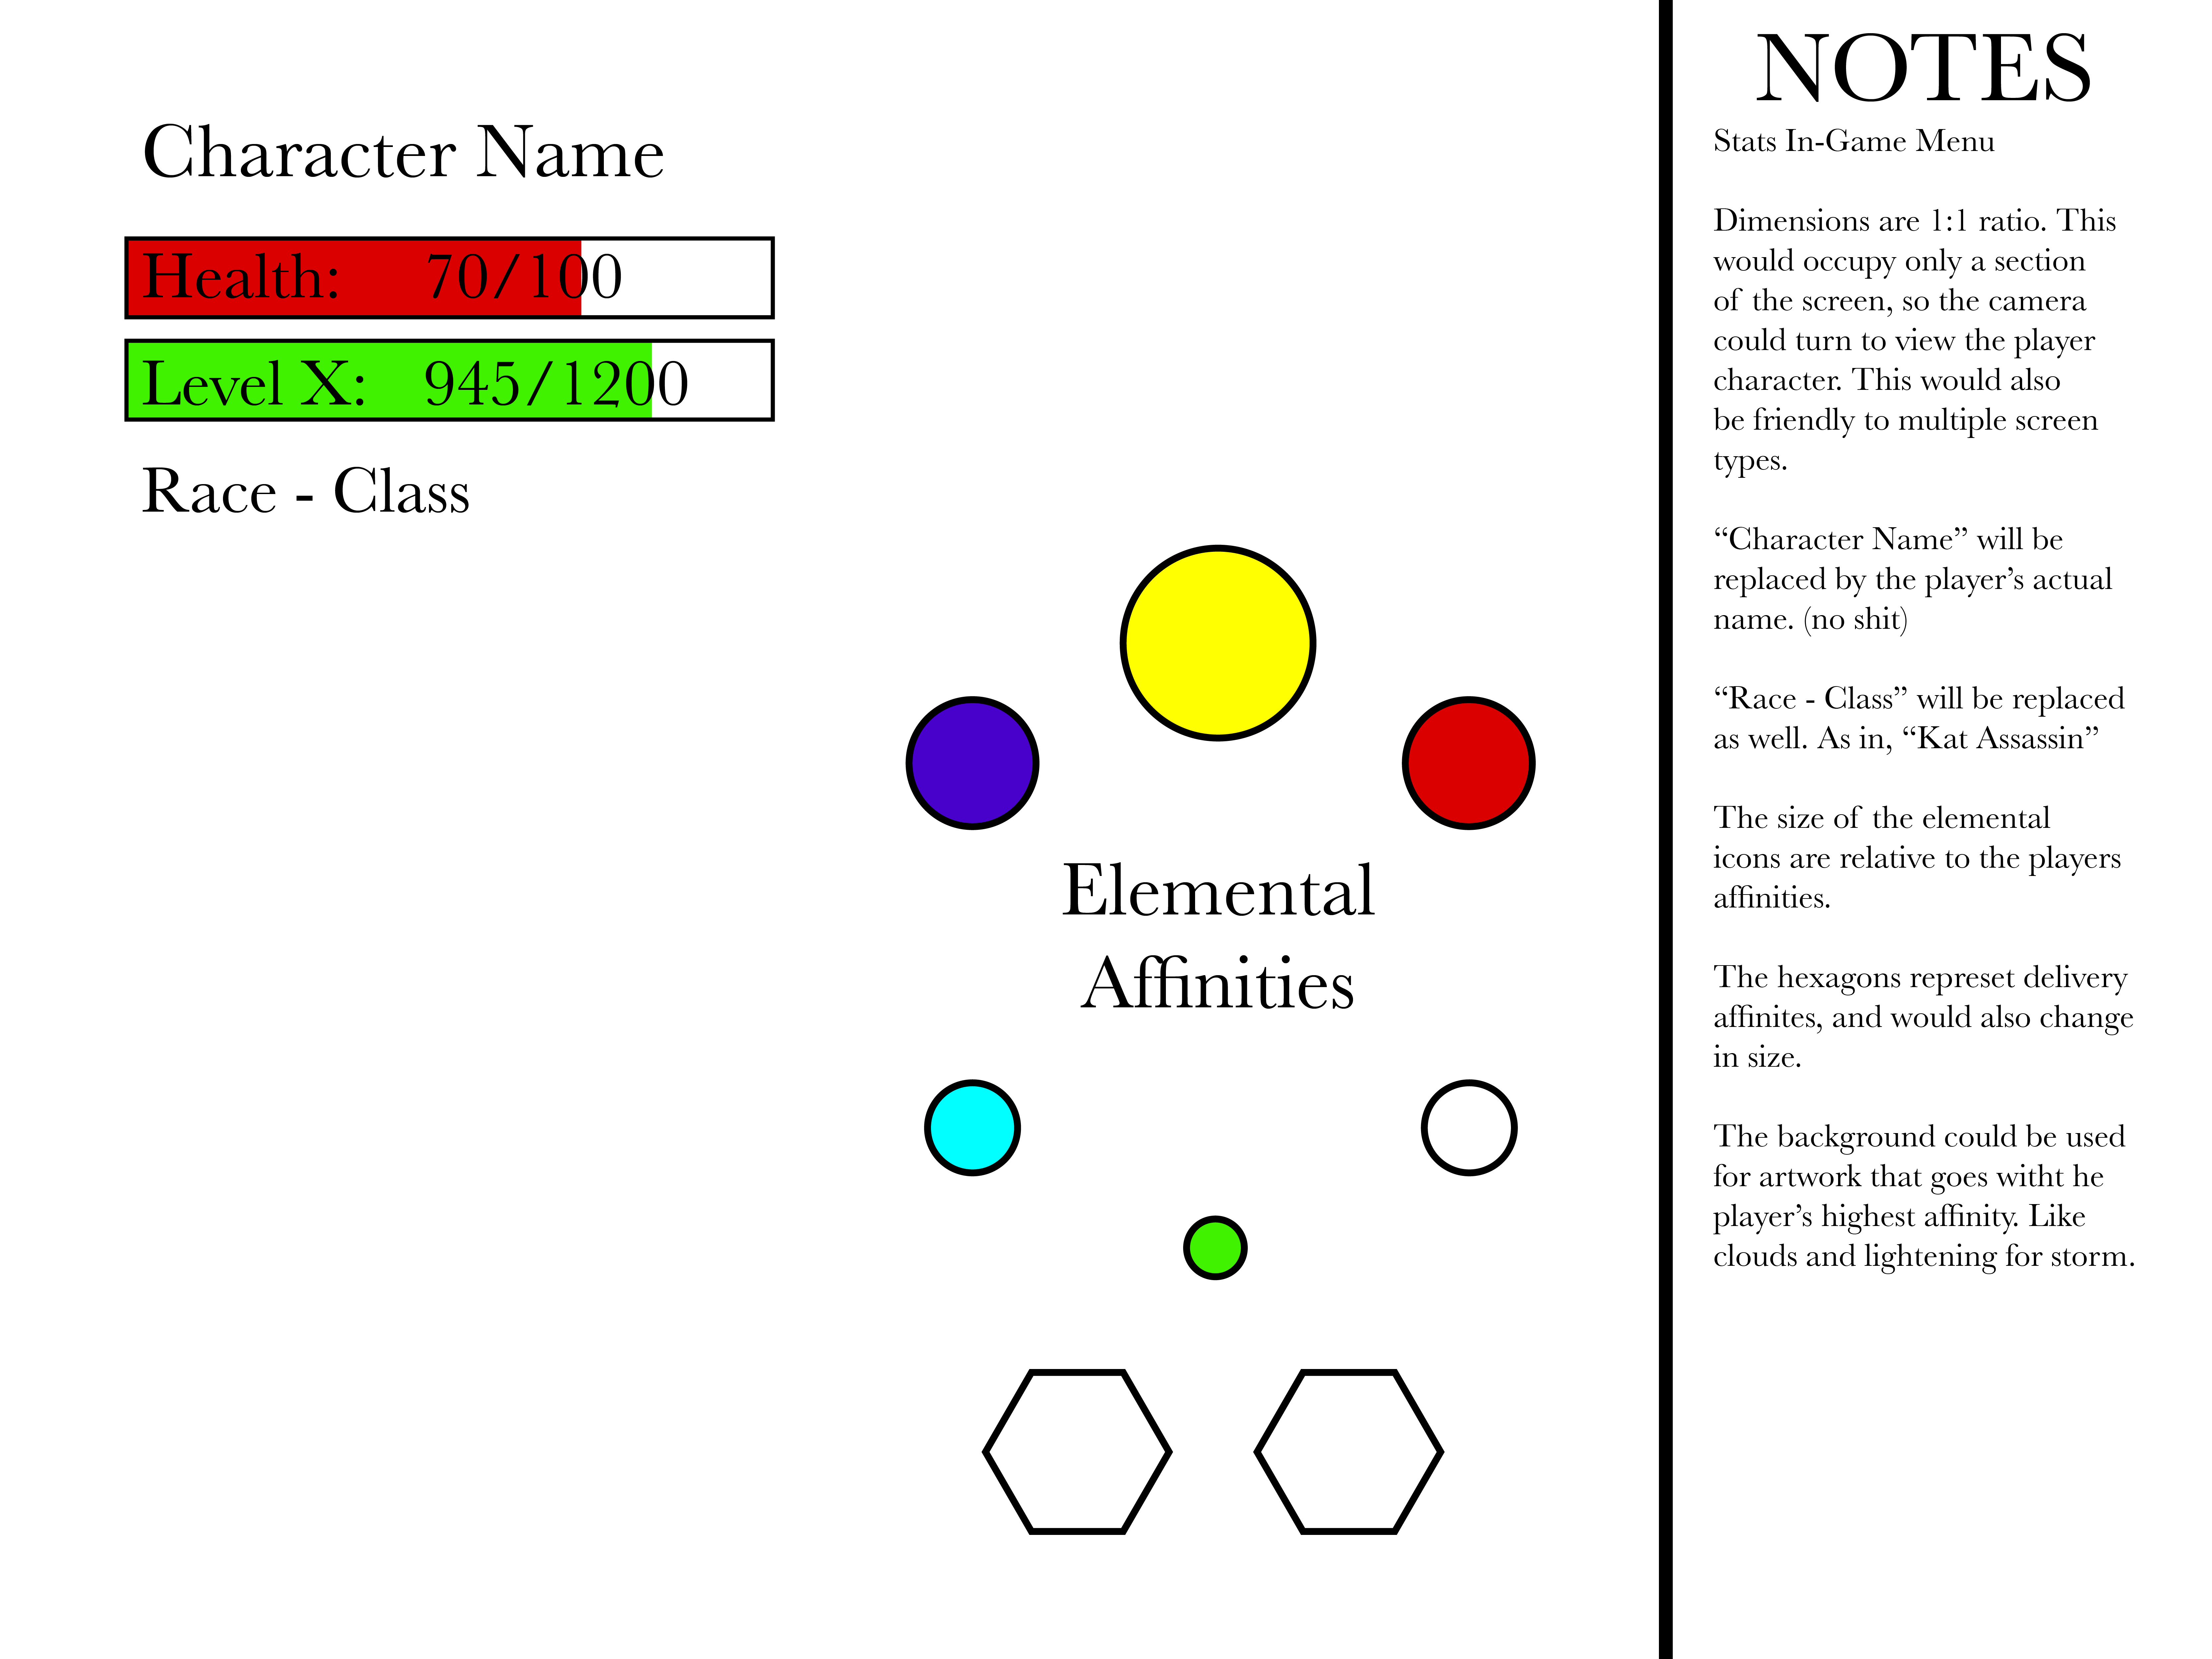 Character Name
Health: 70/100
Level X: 945/1200
Race - Class
Elemental
Affinities
NOTES
Stats In-Game Menu
Dimensions are 1:1 ratio. This
would occupy only a section
of the screen, so the camera
could turn to view the player
character. This would also
be friendly to multiple screen
types.
“Character Name” will be
replaced by the player’s actual
name. (no shit)
“Race - Class” will be replaced
as well. As in, “Kat Assassin”
The size of the elemental
icons are relative to the players
affinities.
The hexagons represet delivery
affinites, and would also change
in size.
The background could be used
for artwork that goes witht he
player’s highest affinity. Like
clouds and lightening for storm.